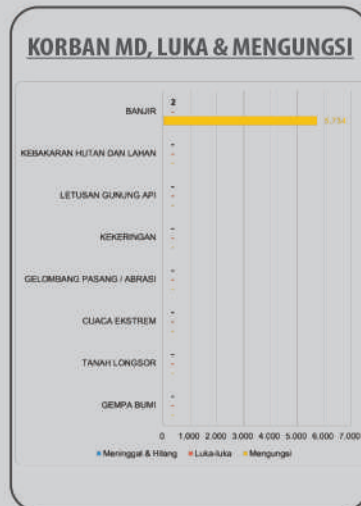 KORBAN MD, LUKA & MENGUNGSI
2
BANJIR -
KEBAKARAN HUTAN DAN LAHAN - - -
LETUSAN GUNUNG API - - -
KEKERINGAN - - -
GELOMBANG PASANG / ABRASI - - -
CUACA EKSTREM - - -
TANAH LONGSOR - - -
GEMPA BUMI - - -
0 1.000 2.000 3.000 4.000 5.000 6.000 7.000
Meninggal & Hilang Luka-luka Mengungsi